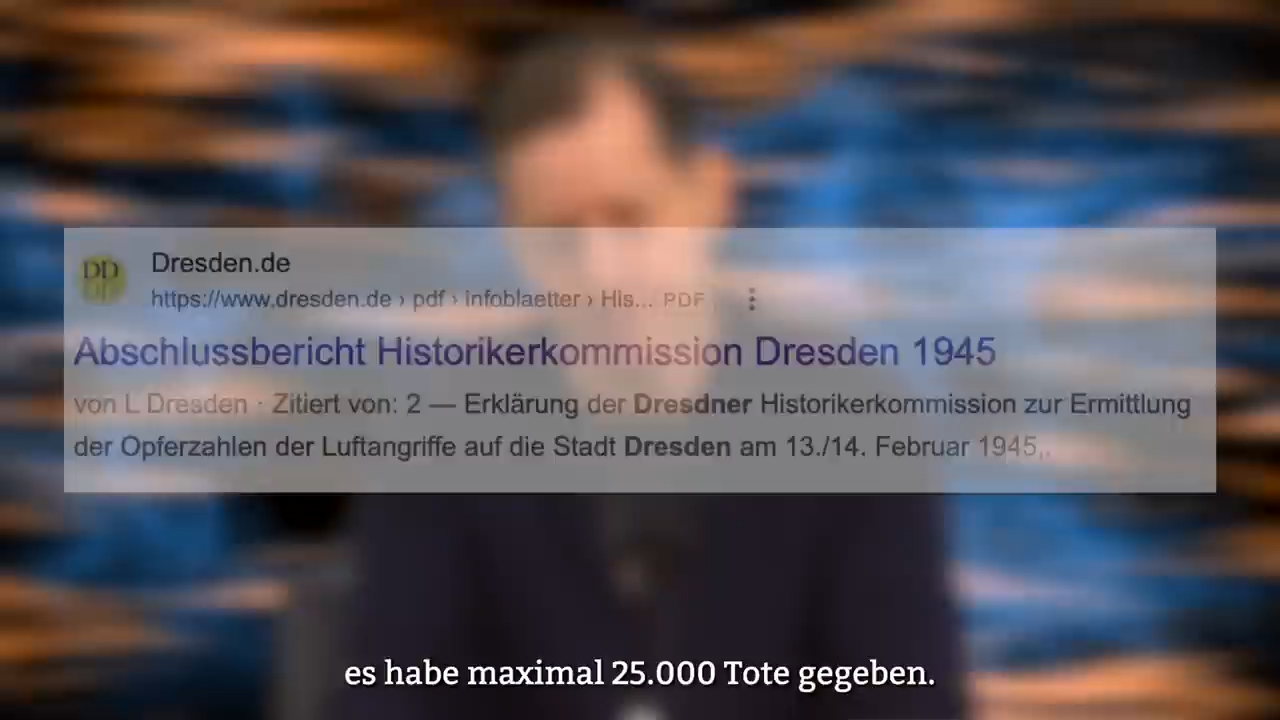 DD
Dresden.de
https://www.dresden.de › pdf › infoblaetter › His... PDF
Abschlussbericht Historikerkommission Dresden 1945
von L Dresden · Zitiert von: 2 — Erklärung der Dresdner Historikerkommission zur Ermittlung
der Opferzahlen der Luftangriffe auf die Stadt Dresden am 13./14. Februar 1945,.
es habe maximal 25.000 Tote gegeben.